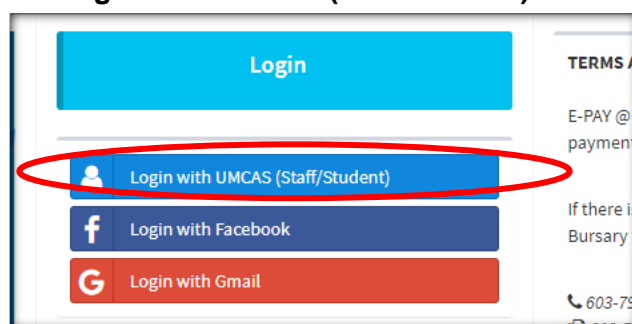 Login
Login with UMCAS (Staff/Student)
Login with Facebook
Login with Gmail
TERMS
E-PAY @
payment
If there
Bursary
603-79